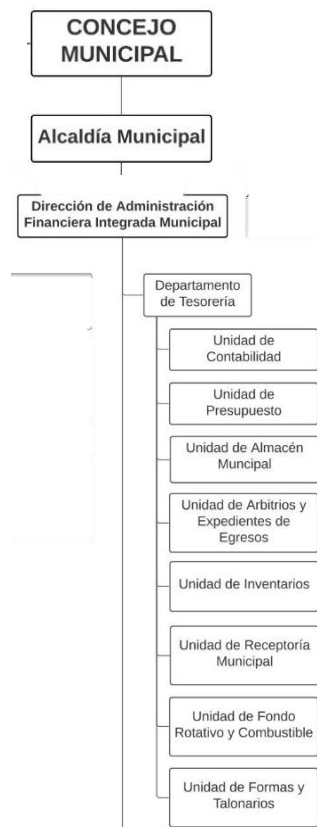 CONCEJO
MUNICIPAL
Alcaldía Municipal
Dirección de Administración
Financiera Integrada Municipal
Departamento
de Tesorería
Unidad de
Contabilidad
Unidad de
Presupuesto
Unidad de Almacén
Muncipal
Unidad de Arbitrios y
Expedientes de
Egresos
Unidad de Inventarios
Unidad de Receptoría
Municipal
Unidad de Fondo
Rotativo y Combustible
Unidad de Formas y
Talonarios